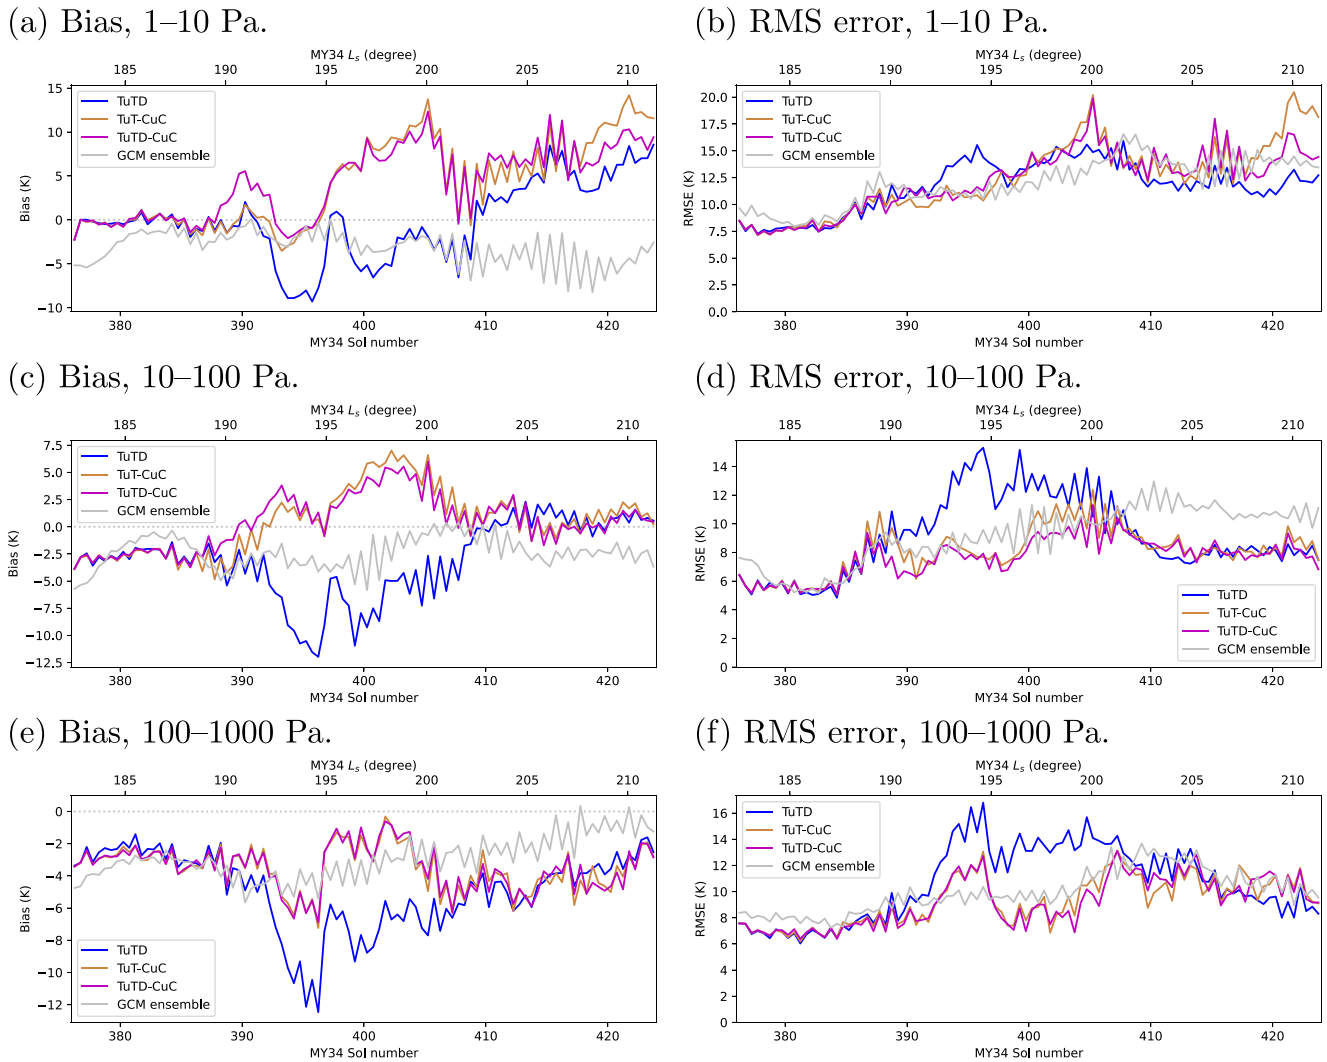 (a) Bias, 1–10 Pa.
MY34 Ls (degree)
185 190 195 200 205 210
15
10
5
0
−5
−10
Bias (K)
TuTD
TuT-CuC
TuTD-CuC
GCM ensemble
380 390 400 410 420
MY34 Sol number
(b) RMS error, 1–10 Pa.
MY34 Ls (degree)
185 190 195 200 205 210
20.0
17.5
15.0
12.5
10.0
7.5
5.0
2.5
0.0
RMSE (K)
TuTD
TuT-CuC
TuTD-CuC
GCM ensemble
380 390 400 410 420
MY34 Sol number
(c) Bias, 10–100 Pa.
MY34 Ls (degree)
185 190 195 200 205 210
7.5
5.0
2.5
0.0
−2.5
−5.0
−7.5
−10.0
−12.5
Bias (K)
TuTD
TuT-CuC
TuTD-CuC
GCM ensemble
380 390 400 410 420
MY34 Sol number
(d) RMS error, 10–100 Pa.
MY34 Ls (degree)
185 190 195 200 205 210
14
12
10
8
6
4
2
0
RMSE (K)
TuTD
TuT-CuC
TuTD-CuC
GCM ensemble
380 390 400 410 420
MY34 Sol number
(e) Bias, 100–1000 Pa.
MY34 Ls (degree)
185 190 195 200 205 210
0
−2
−4
−6
−8
−10
−12
Bias (K)
TuTD
TuT-CuC
TuTD-CuC
GCM ensemble
380 390 400 410 420
MY34 Sol number
(f) RMS error, 100–1000 Pa.
MY34 Ls (degree)
185 190 195 200 205 210
16
14
12
10
8
6
4
2
0
RMSE (K)
TuTD
TuT-CuC
TuTD-CuC
GCM ensemble
380 390 400 410 420
MY34 Sol number